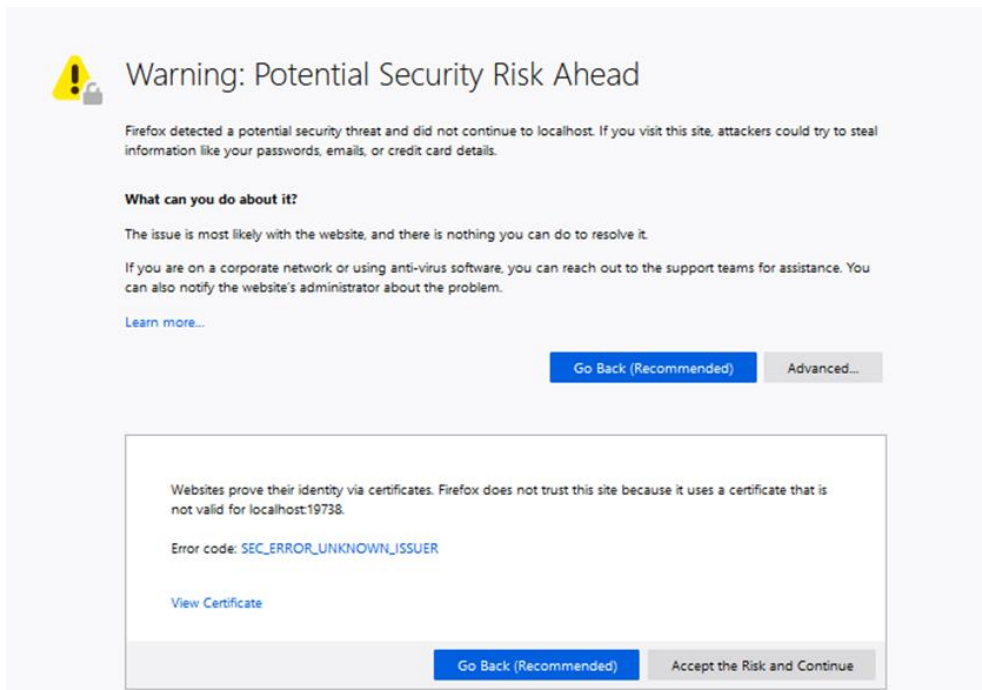 Warning: Potential Security Risk Ahead
Firefox detected a potential security threat and did not continue to localhost. If you visit this site, attackers could try to steal
information like your passwords, emails, or credit card details.
What can you do about it?
The issue is most likely with the website, and there is nothing you can do to resolve it.
If you are on a corporate network or using anti-virus software, you can reach out to the support teams for assistance. You
can also notify the website's administrator about the problem.
Learn more...
Go Back (Recommended) Advanced...
Websites prove their identity via certificates. Firefox does not trust this site because it uses a certificate that is
not valid for localhost:19738.
Error code: SEC_ERROR_UNKNOWN_ISSUER
View Certificate
Go Back (Recommended) Accept the Risk and Continue